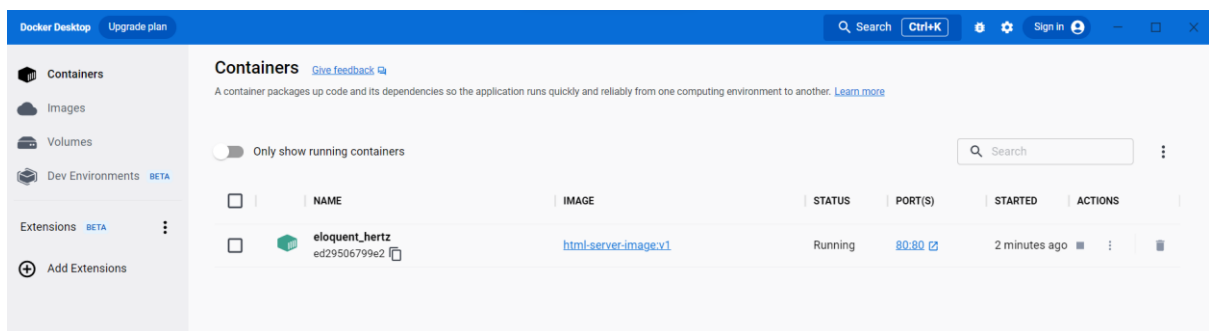 Docker Desktop Upgrade plan Search Ctrl+K Sign in
Containers
Images
Volumes
Dev Environments BETA
Extensions BETA
Add Extensions
Containers Give feedback
A container packages up code and its dependencies so the application runs quickly and reliably from one computing environment to another. Learn more
Only show running containers Search
NAME IMAGE STATUS PORT(S) STARTED ACTIONS
eloquent_hertz
ed29506799e2
html-server-image:v1 Running 80:80 2 minutes ago